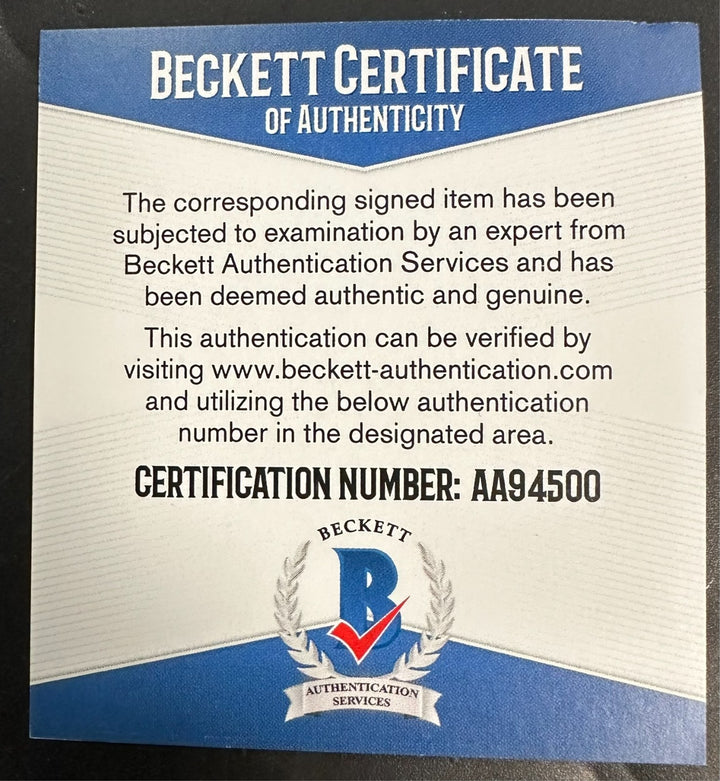 BECKETT CERTIFICATE
OF AUTHENTICITY
The corresponding signed item has been
subjected to examination by an expert from
Beckett Authentication Services and has
been deemed authentic and genuine.
This authentication can be verified by
visiting www.beckett-authentication.com
and utilizing the below authentication
number in the designated area.
CERTIFICATION NUMBER: AA94500
BECKETT
B
AUTHENTICATION
SERVICES